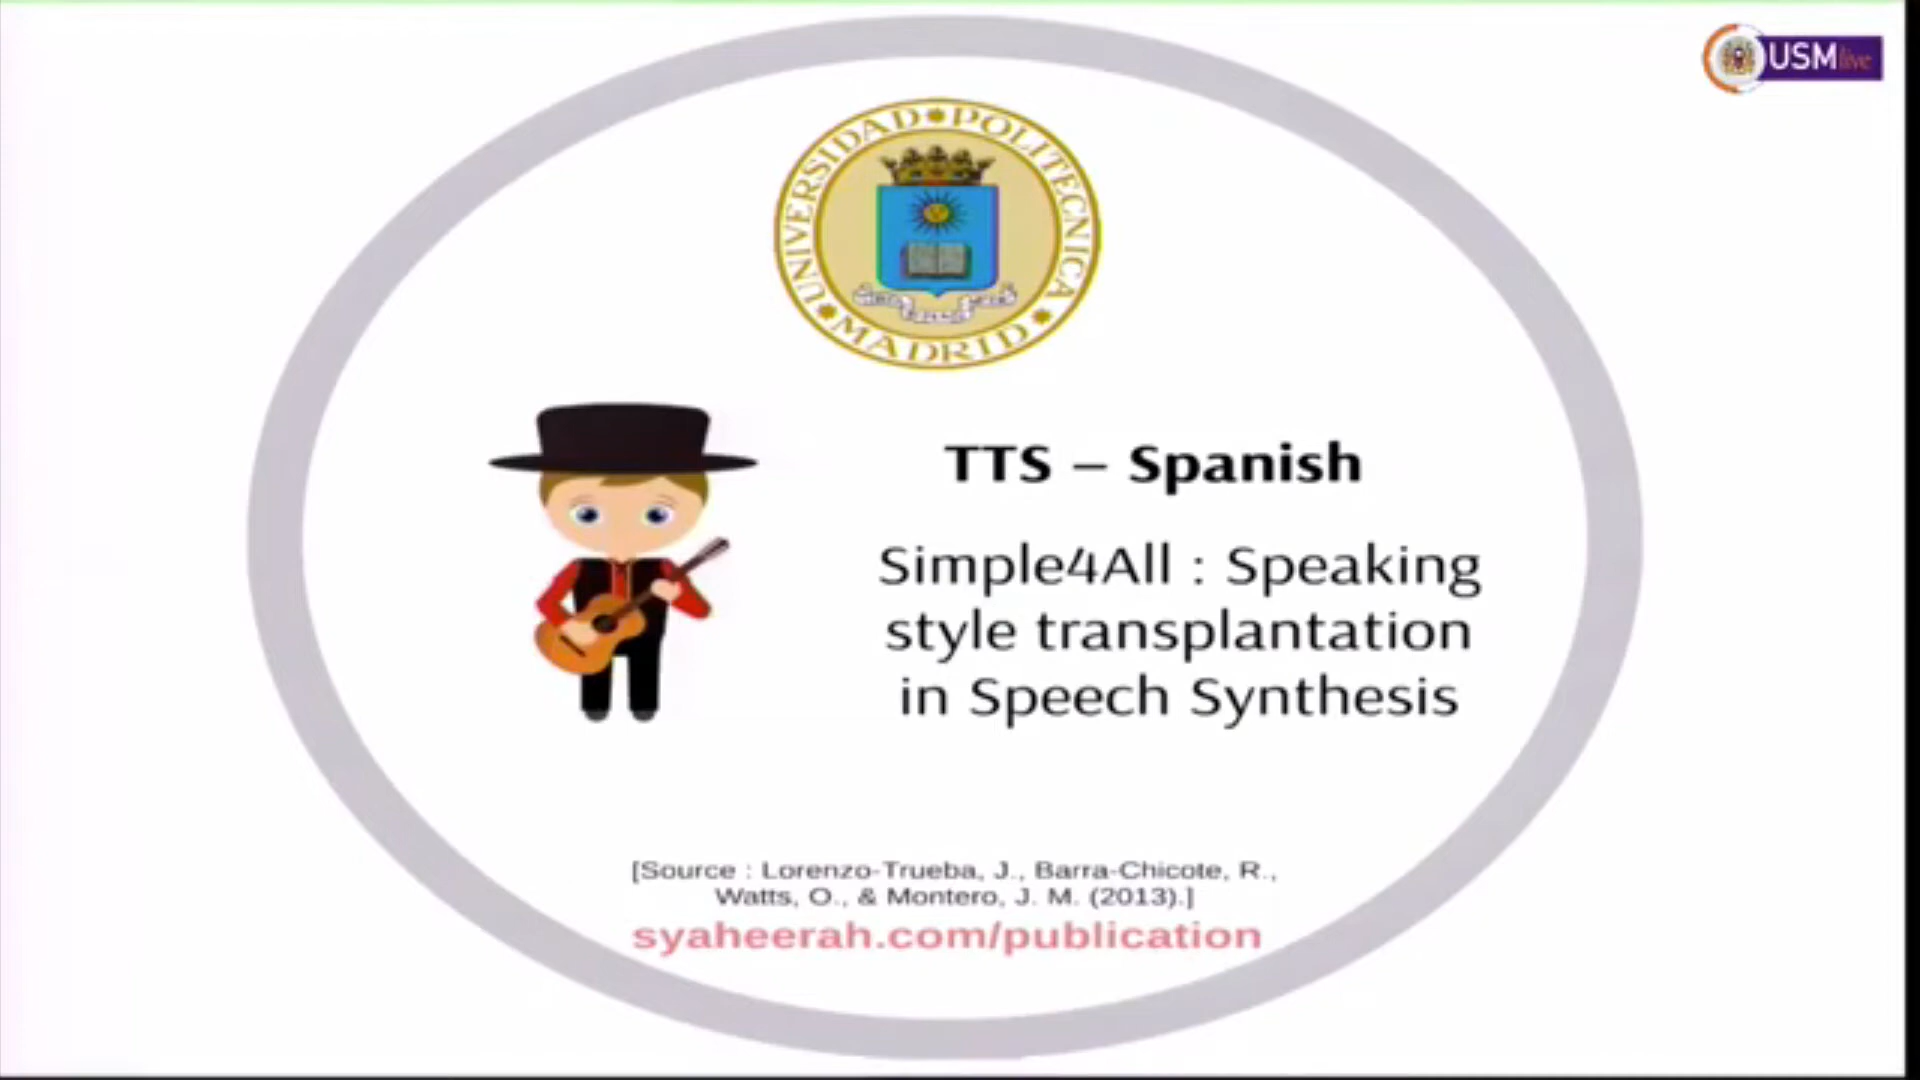 USMlive
UNIVERSIDAD POLITECNICA
MADRID
TTS – Spanish
Simple4All : Speaking
style transplantation
in Speech Synthesis
[Source : Lorenzo-Trueba, J., Barra-Chicote, R.,
Watts, O., & Montero, J. M. (2013).]
syaheerah.com/publication